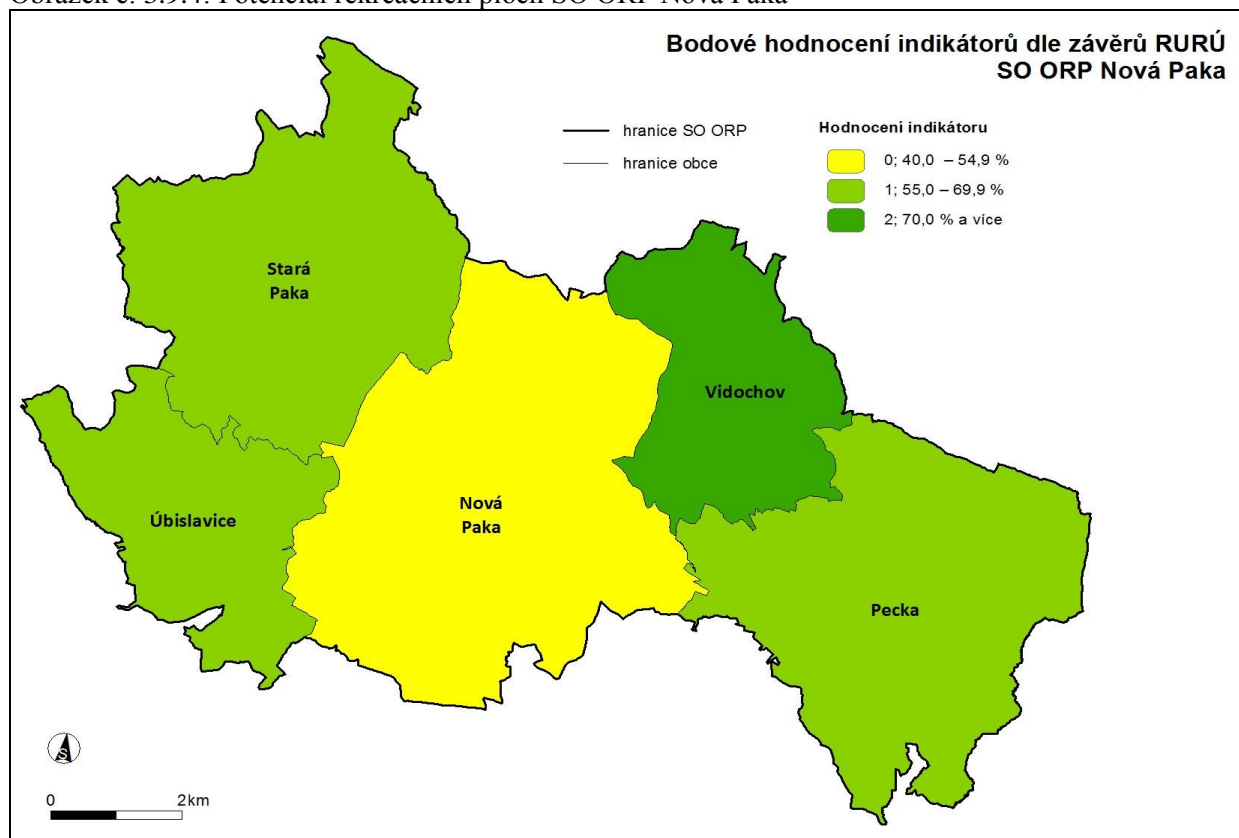 Obrázek č. 3.9.4: Potenciál rekreačních ploch SO ORP Nová Paka
Bodové hodnocení indikátorů dle závěrů RURÚ
SO ORP Nová Paka
hranice SO ORP
hranice obce
Hodnocení indikátoru
0; 40,0 – 54,9 %
1; 55,0 – 69,9 %
2; 70,0 % a více
Stará
Paka
Vidochov
Úbislavice
Nová
Paka
Pecka
S
0 2km